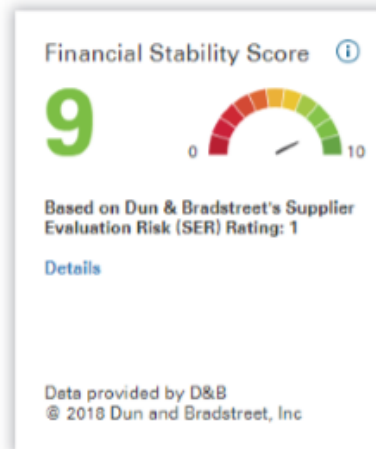 Financial Stability Score
9
0
10
Based on Dun & Bradstreet's Supplier
Evaluation Risk (SER) Rating: 1
Details
Data provided by D&B
© 2018 Dun and Bradstreet, Inc